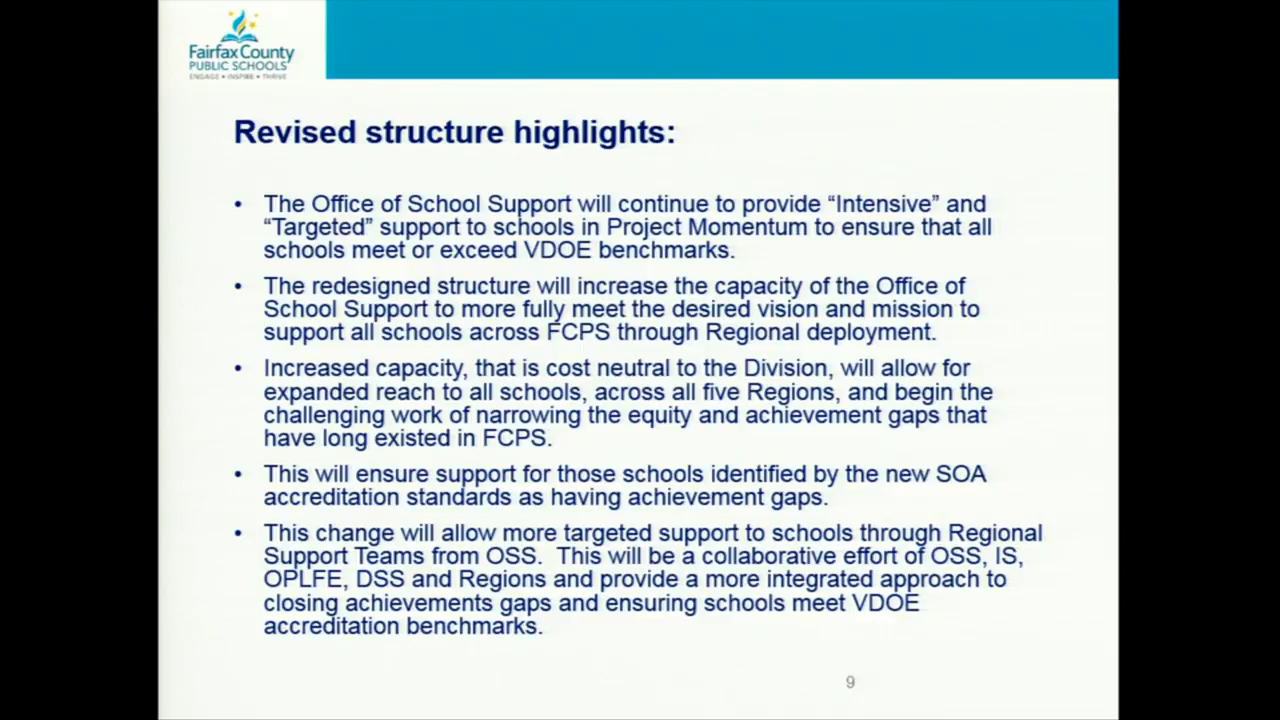 Fairfax County
PUBLIC SCHOOLS
ENGAGE • INSPIRE • THRIVE
Revised structure highlights:
• The Office of School Support will continue to provide “Intensive” and
“Targeted” support to schools in Project Momentum to ensure that all
schools meet or exceed VDOE benchmarks.
• The redesigned structure will increase the capacity of the Office of
School Support to more fully meet the desired vision and mission to
support all schools across FCPS through Regional deployment.
• Increased capacity, that is cost neutral to the Division, will allow for
expanded reach to all schools, across all five Regions, and begin the
challenging work of narrowing the equity and achievement gaps that
have long existed in FCPS.
• This will ensure support for those schools identified by the new SOA
accreditation standards as having achievement gaps.
• This change will allow more targeted support to schools through Regional
Support Teams from OSS.  This will be a collaborative effort of OSS, IS,
OPLFE, DSS and Regions and provide a more integrated approach to
closing achievements gaps and ensuring schools meet VDOE
accreditation benchmarks.
9